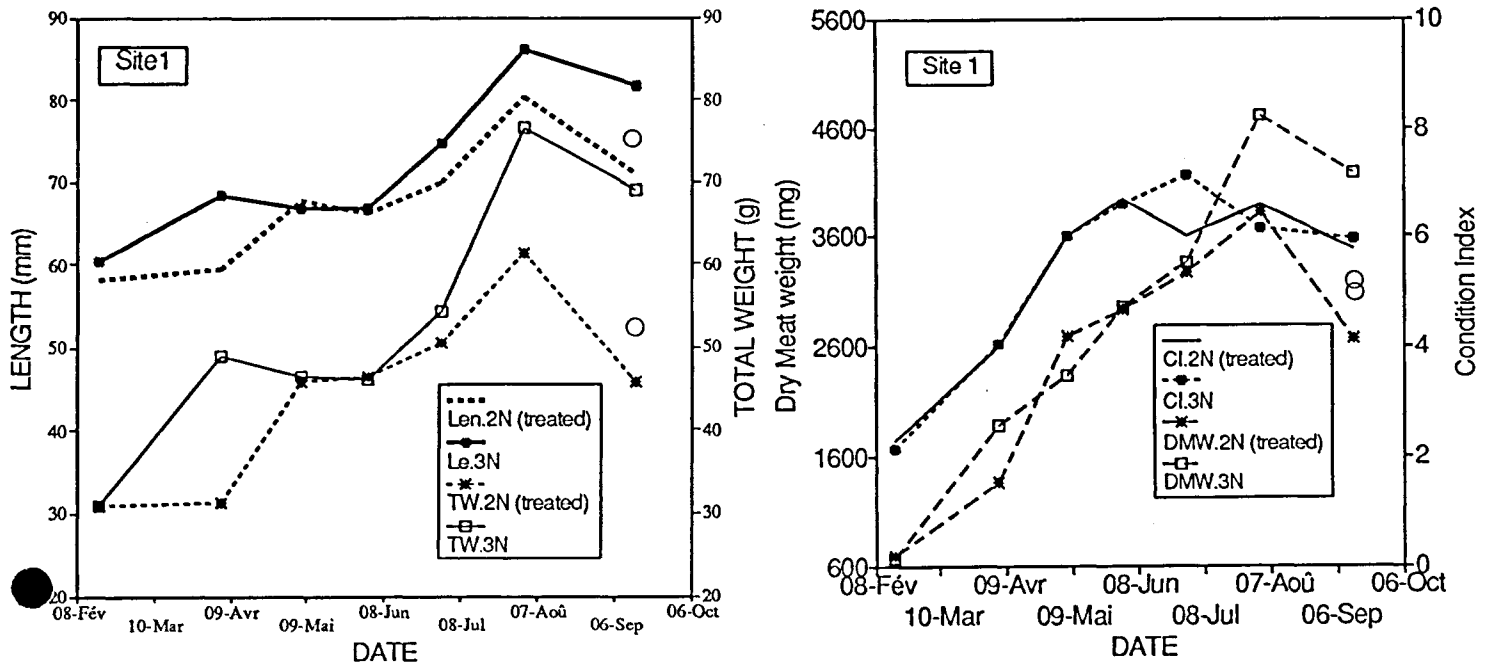 Site1
LENGTH (mm)
90
80
70
60
50
40
30
20
TOTAL WEIGHT (g)
90
80
70
60
50
40
30
20
Len.2N (treated)
Le.3N
TW.2N (treated)
TW.3N
08-Fév 09-Avr 08-Jun 07-Aoû 06-Oct
10-Mar 09-Mai 08-Jul 06-Sep
DATE
Site 1
Dry Meat weight (mg)
5600
4600
3600
2600
1600
600
Condition Index
10
8
6
4
2
0
CI.2N (treated)
CI.3N
DMW.2N (treated)
DMW.3N
08-Fév 09-Avr 08-Jun 07-Aoû 06-Oct
10-Mar 09-Mai 08-Jul 06-Sep
DATE